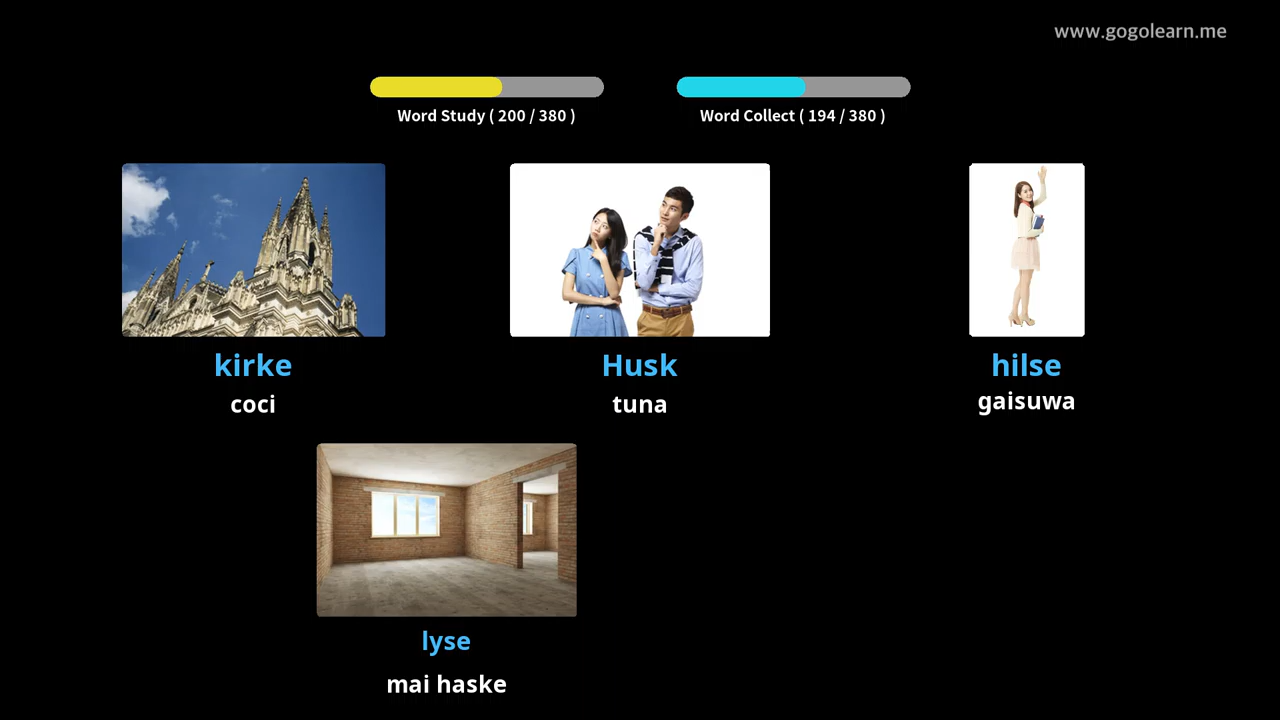 www.gogolearn.me
Word Study ( 200 / 380 )
Word Collect ( 194 / 380 )
kirke
coci
Husk
tuna
hilse
gaisuwa
lyse
mai haske